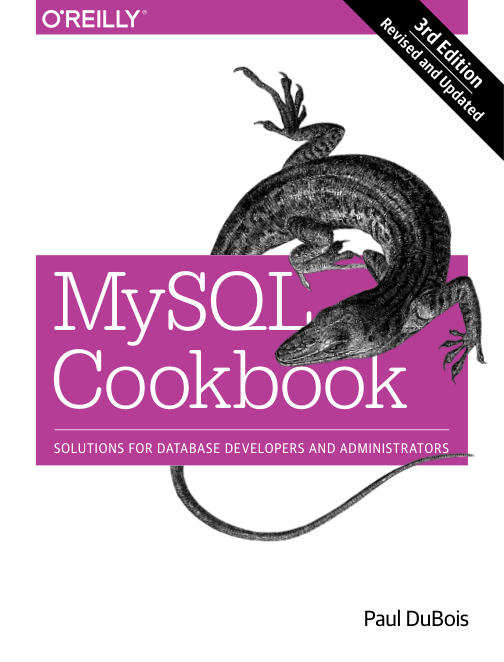 O'REILLY®
3rd Edition
Revised and Updated
MySQL
Cookbook
SOLUTIONS FOR DATABASE DEVELOPERS AND ADMINISTRATORS
Paul DuBois